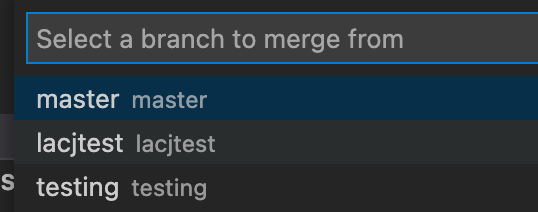 Select a branch to merge from
master master
lacjtest lacjtest
testing testing
s